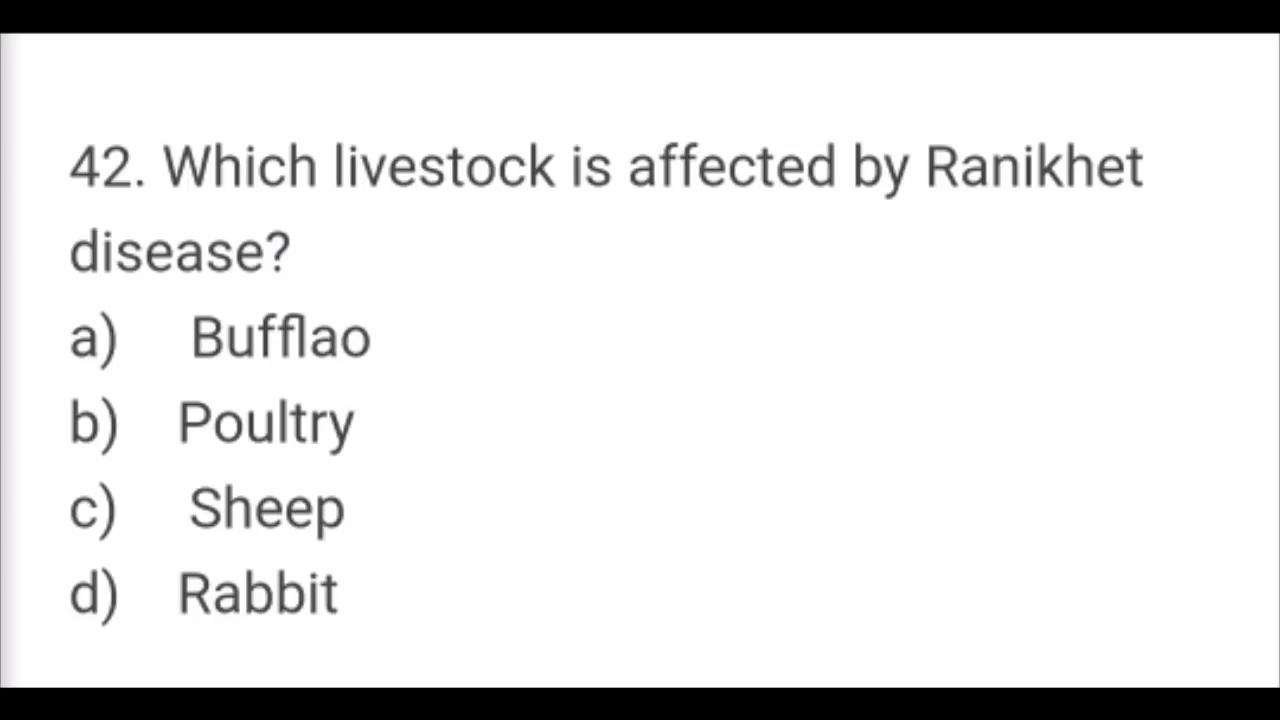 42. Which livestock is affected by Ranikhet
disease?
a) Bufflao
b) Poultry
c) Sheep
d) Rabbit